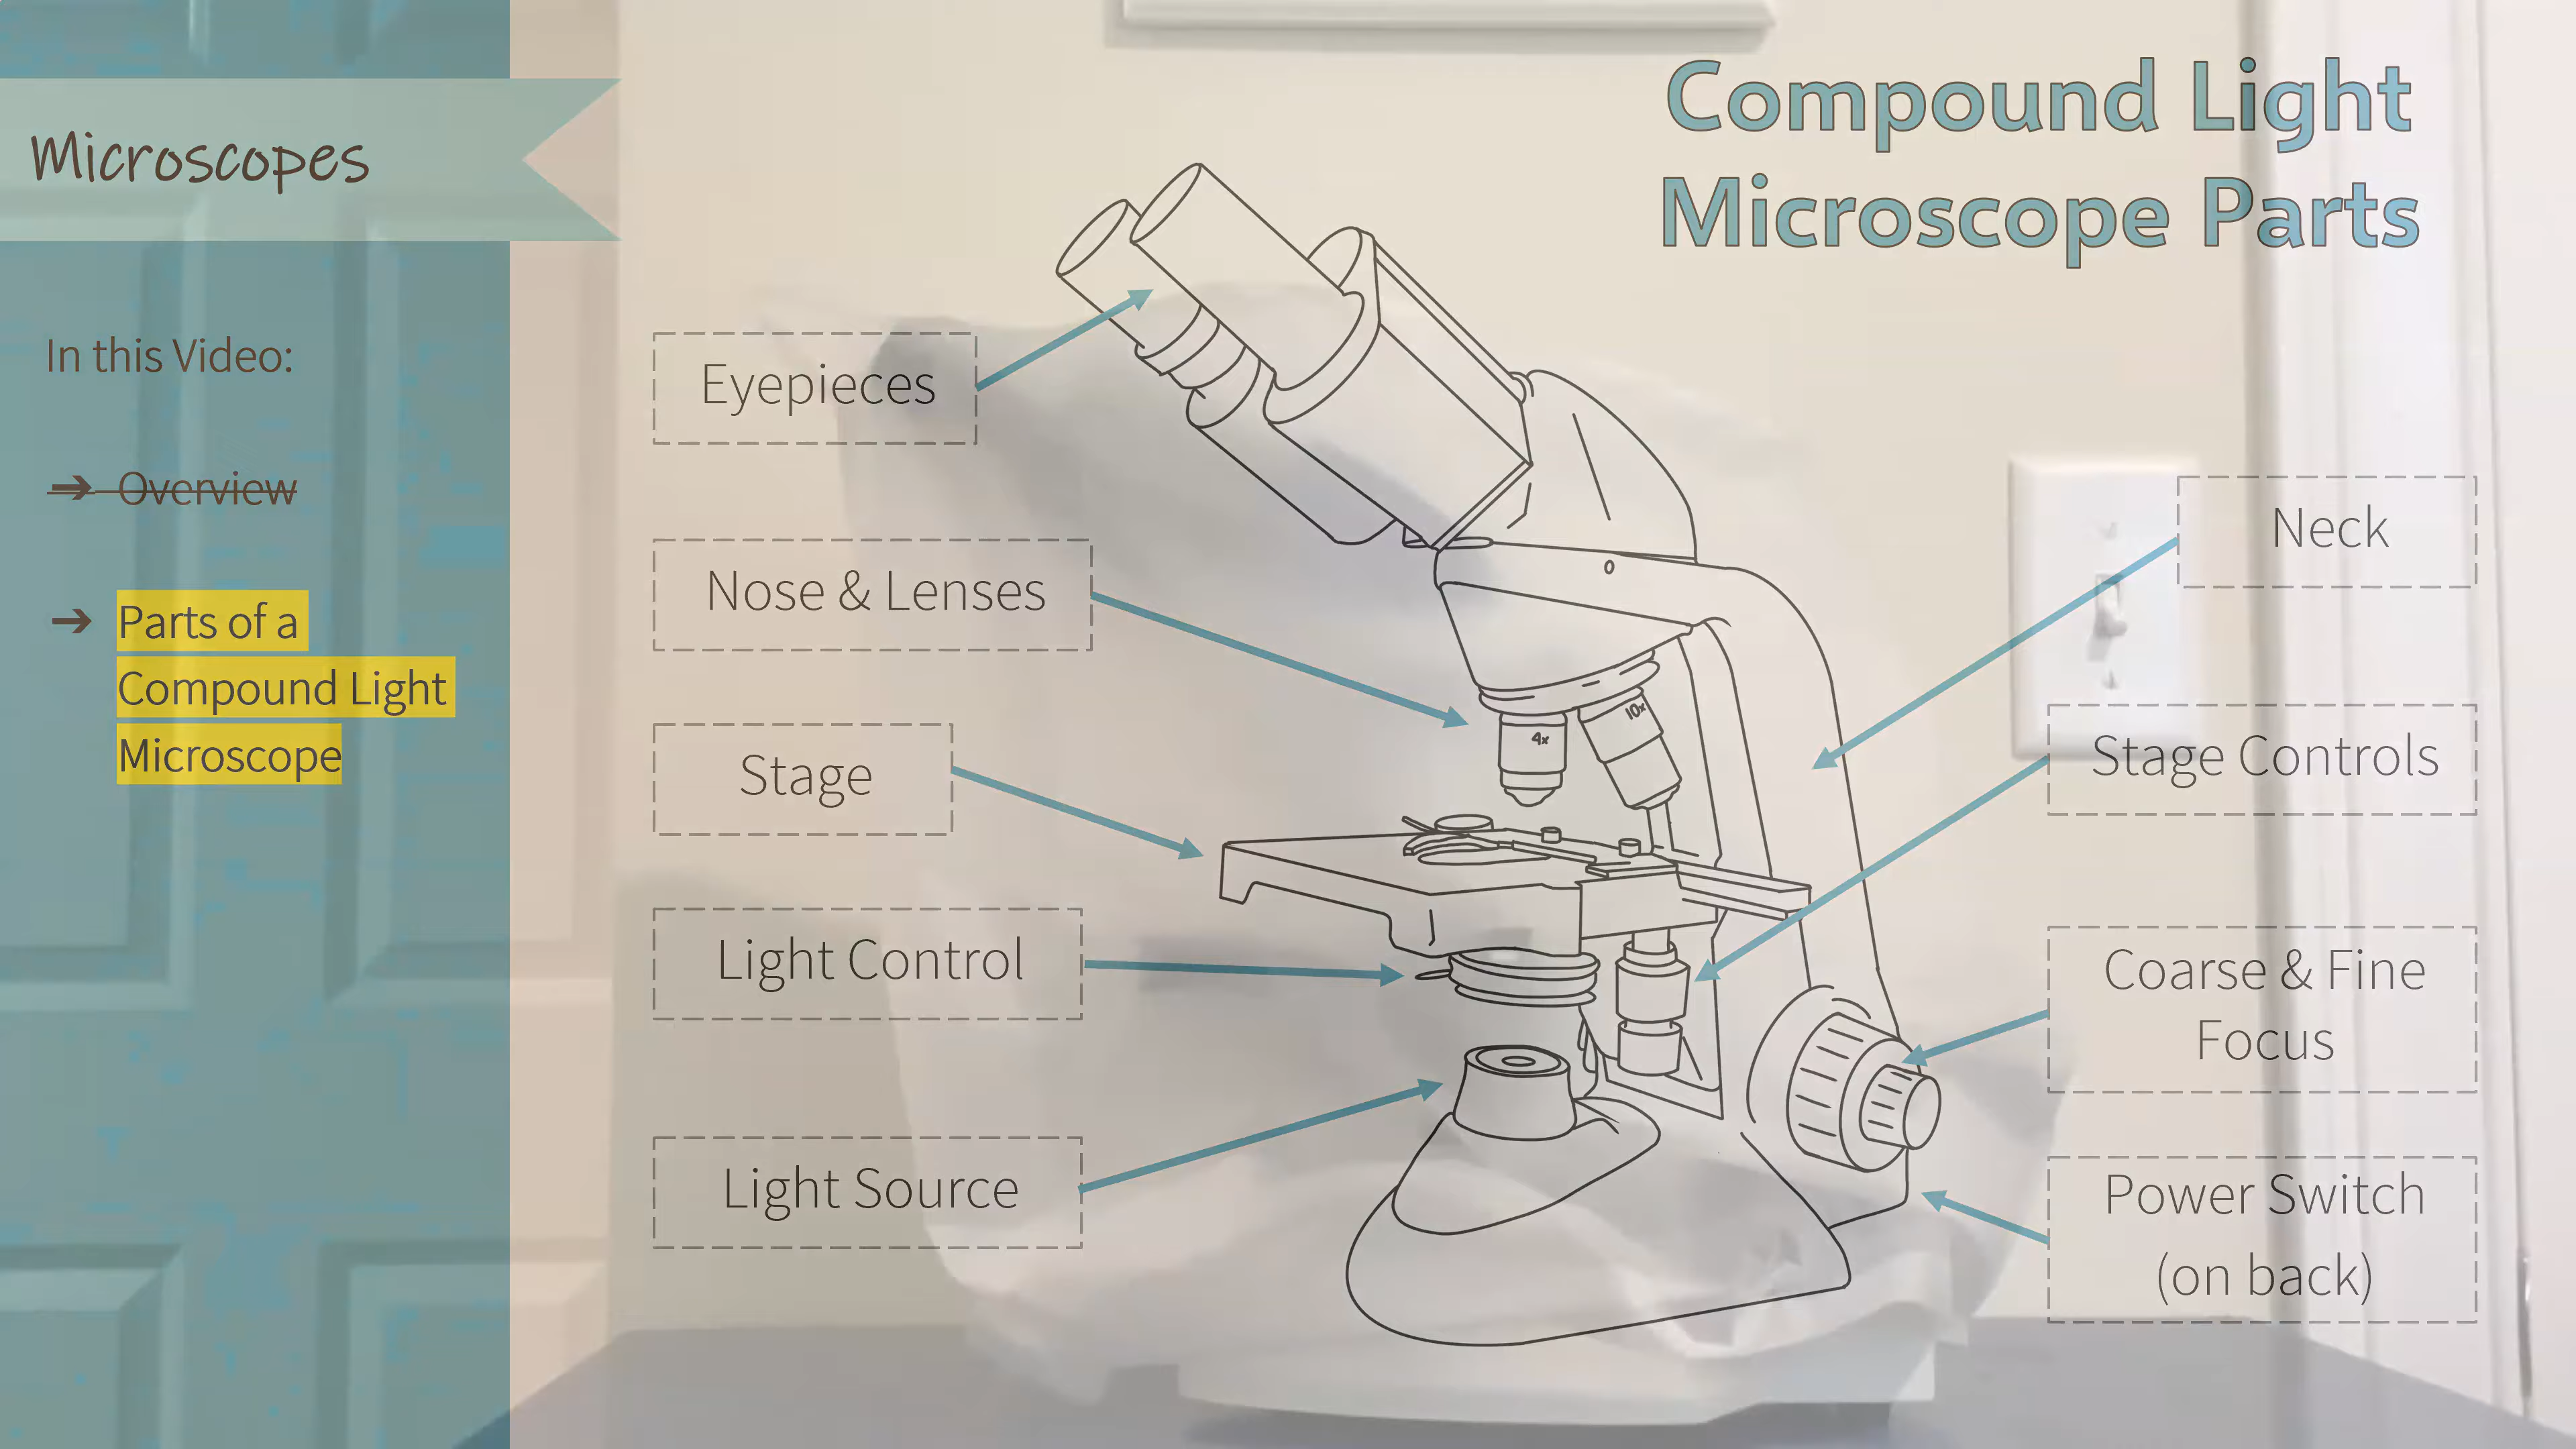 Microscopes
In this Video:
➔ Overview
➔ Parts of a
Compound Light
Microscope
Compound Light
Microscope Parts
Eyepieces
Nose & Lenses
Stage
Light Control
Light Source
Neck
Stage Controls
Coarse & Fine
Focus
Power Switch
(on back)
4x
10x